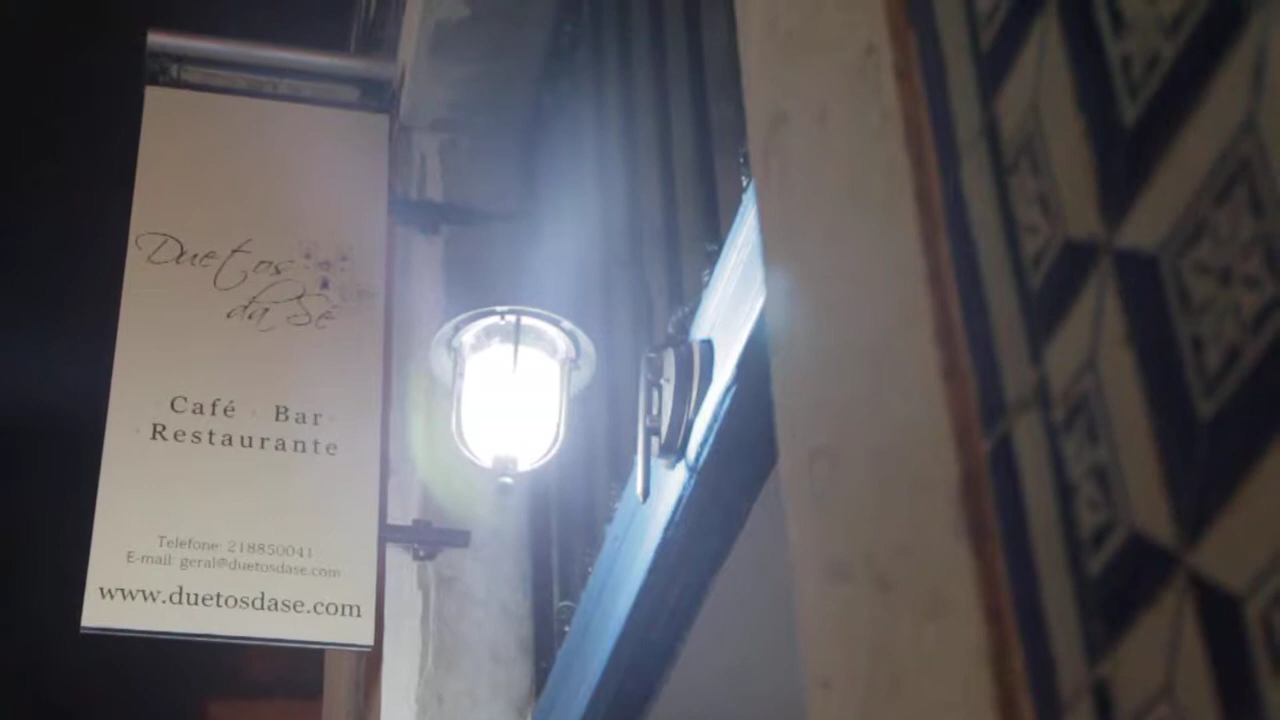 Duetos
da Sé
Café · Bar
Restaurante
Telefone: 218850041
E-mail: geral@duetosdase.com
www.duetosdase.com